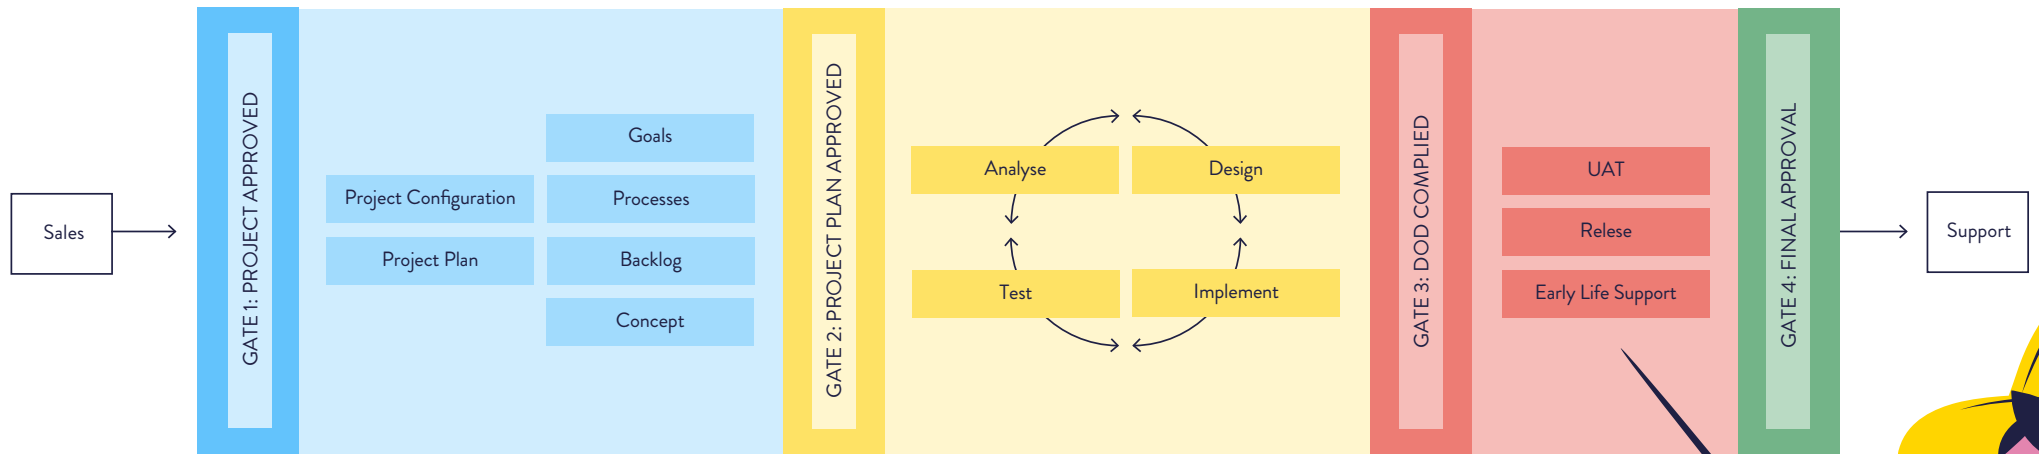 Sales
GATE 1: PROJECT APPROVED
Project Configuration
Project Plan
Goals
Processes
Backlog
Concept
GATE 2: PROJECT PLAN APPROVED
Analyse
Design
Test
Implement
GATE 3: DOD COMPLIED
UAT
Relese
Early Life Support
GATE 4: FINAL APPROVAL
Support